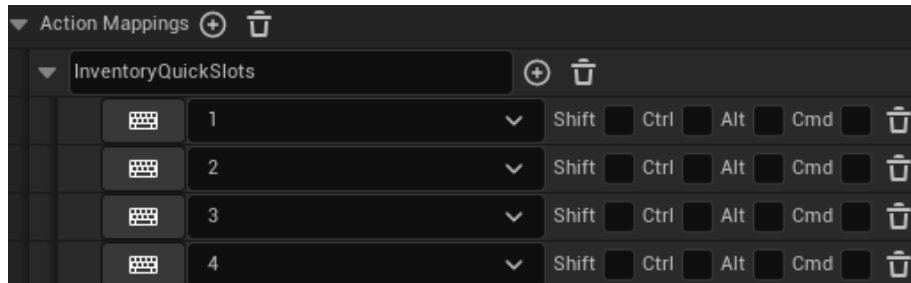 Action Mappings
InventoryQuickSlots
1 Shift Ctrl Alt Cmd
2 Shift Ctrl Alt Cmd
3 Shift Ctrl Alt Cmd
4 Shift Ctrl Alt Cmd